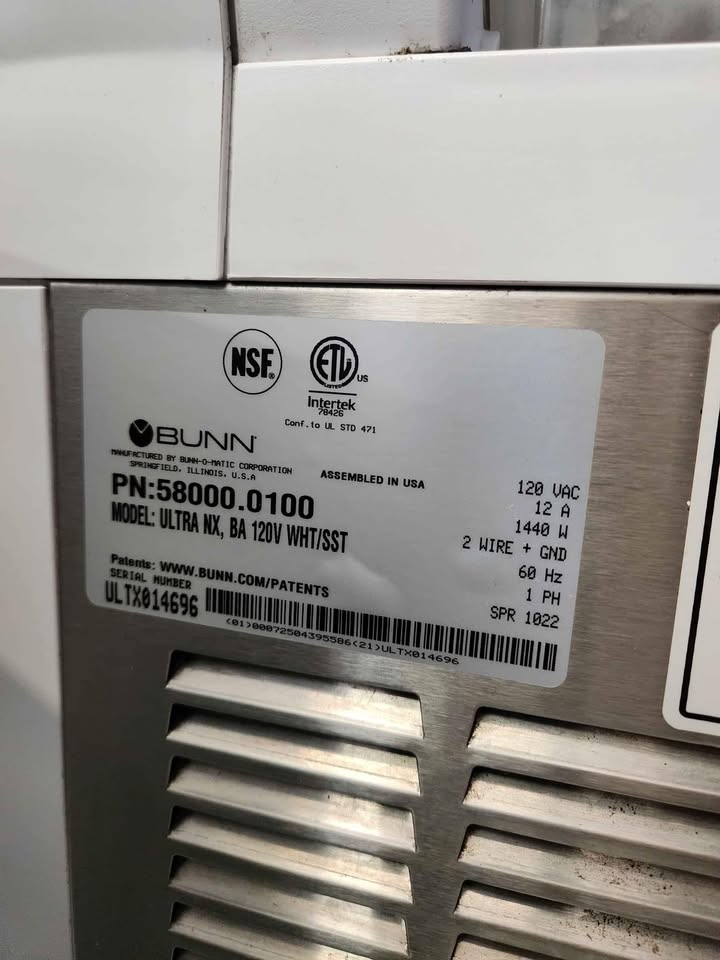 NSF®
ETL LISTED US
Intertek
78426
Conf.to UL STD 471
BUNN®
MANUFACTURED BY BUNN-O-MATIC CORPORATION
SPRINGFIELD, ILLINOIS, U.S.A
ASSEMBLED IN USA
PN:58000.0100
MODEL: ULTRA NX, BA 120V WHT/SST
120 VAC
12 A
1440 W
2 WIRE + GND
60 Hz
1 PH
SPR 1022
Patents: WWW.BUNN.COM/PATENTS
SERIAL NUMBER
ULTX014696
(01)00072504395586(21)ULTX014696